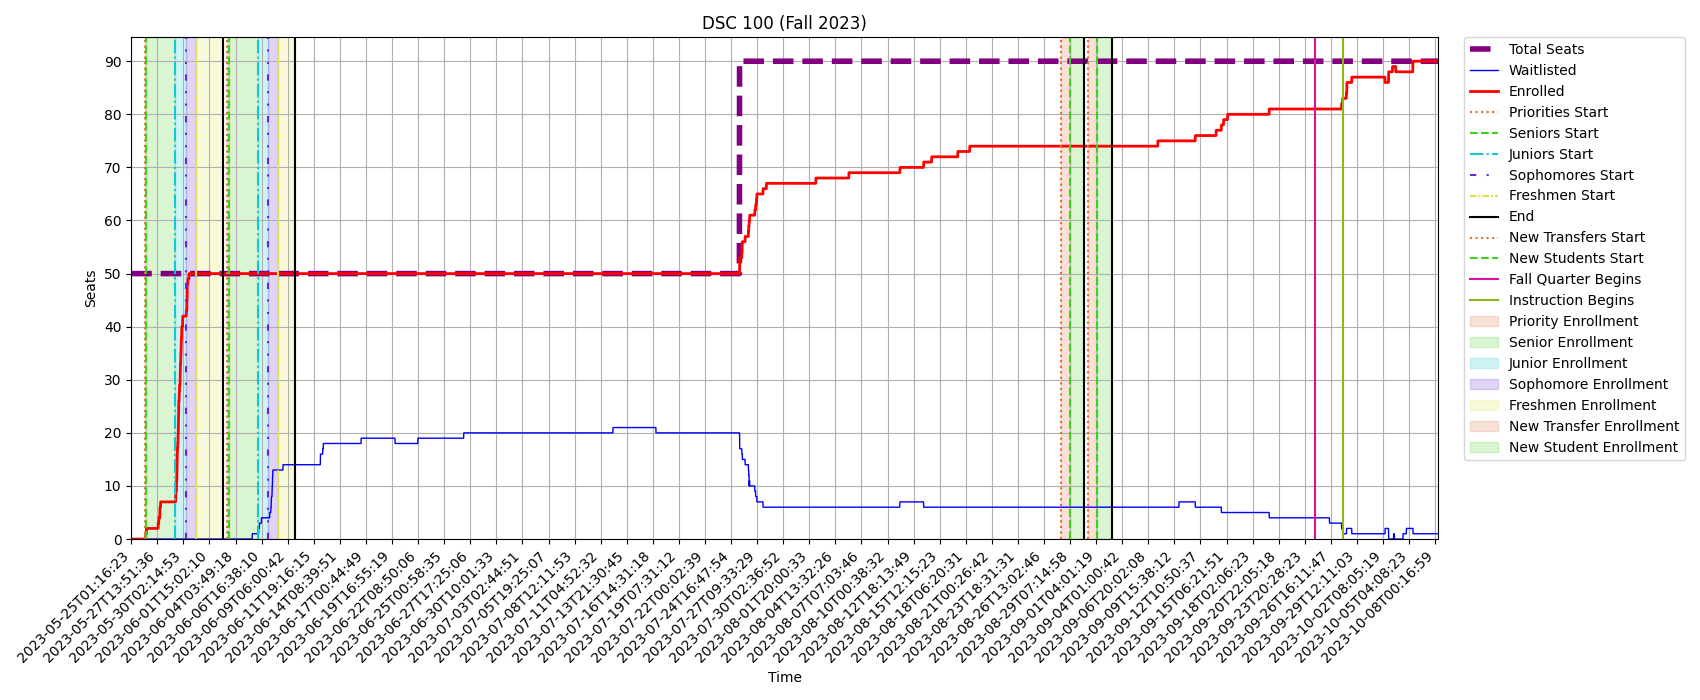 DSC 100 (Fall 2023)
Seats
90
80
70
60
50
40
30
20
10
0
2023-05-25T01:16:23
2023-05-27T13:51:36
2023-05-30T02:14:53
2023-06-01T15:02:10
2023-06-04T03:49:18
2023-06-06T16:38:10
2023-06-09T06:00:42
2023-06-11T19:16:15
2023-06-14T08:39:51
2023-06-17T00:44:49
2023-06-19T16:55:19
2023-06-22T08:50:06
2023-06-25T00:58:35
2023-06-27T17:25:06
2023-06-30T10:01:33
2023-07-03T02:44:51
2023-07-05T19:25:07
2023-07-08T12:11:53
2023-07-11T04:52:32
2023-07-13T21:30:45
2023-07-16T14:31:18
2023-07-19T07:31:12
2023-07-22T00:02:39
2023-07-24T16:47:54
2023-07-27T09:33:29
2023-07-30T02:36:52
2023-08-01T20:00:33
2023-08-04T13:32:26
2023-08-07T07:03:46
2023-08-10T00:38:32
2023-08-12T18:13:49
2023-08-15T12:15:23
2023-08-18T06:20:31
2023-08-21T00:26:42
2023-08-23T18:31:31
2023-08-26T13:02:46
2023-08-29T07:14:58
2023-09-01T04:01:19
2023-09-04T01:00:42
2023-09-06T20:02:08
2023-09-09T15:38:12
2023-09-12T10:50:37
2023-09-15T06:21:51
2023-09-18T02:06:23
2023-09-20T22:05:18
2023-09-23T20:28:23
2023-09-26T16:11:47
2023-09-29T12:11:03
2023-10-02T08:05:19
2023-10-05T04:08:23
2023-10-08T00:16:59
Time
Total Seats
Waitlisted
Enrolled
Priorities Start
Seniors Start
Juniors Start
Sophomores Start
Freshmen Start
End
New Transfers Start
New Students Start
Fall Quarter Begins
Instruction Begins
Priority Enrollment
Senior Enrollment
Junior Enrollment
Sophomore Enrollment
Freshmen Enrollment
New Transfer Enrollment
New Student Enrollment